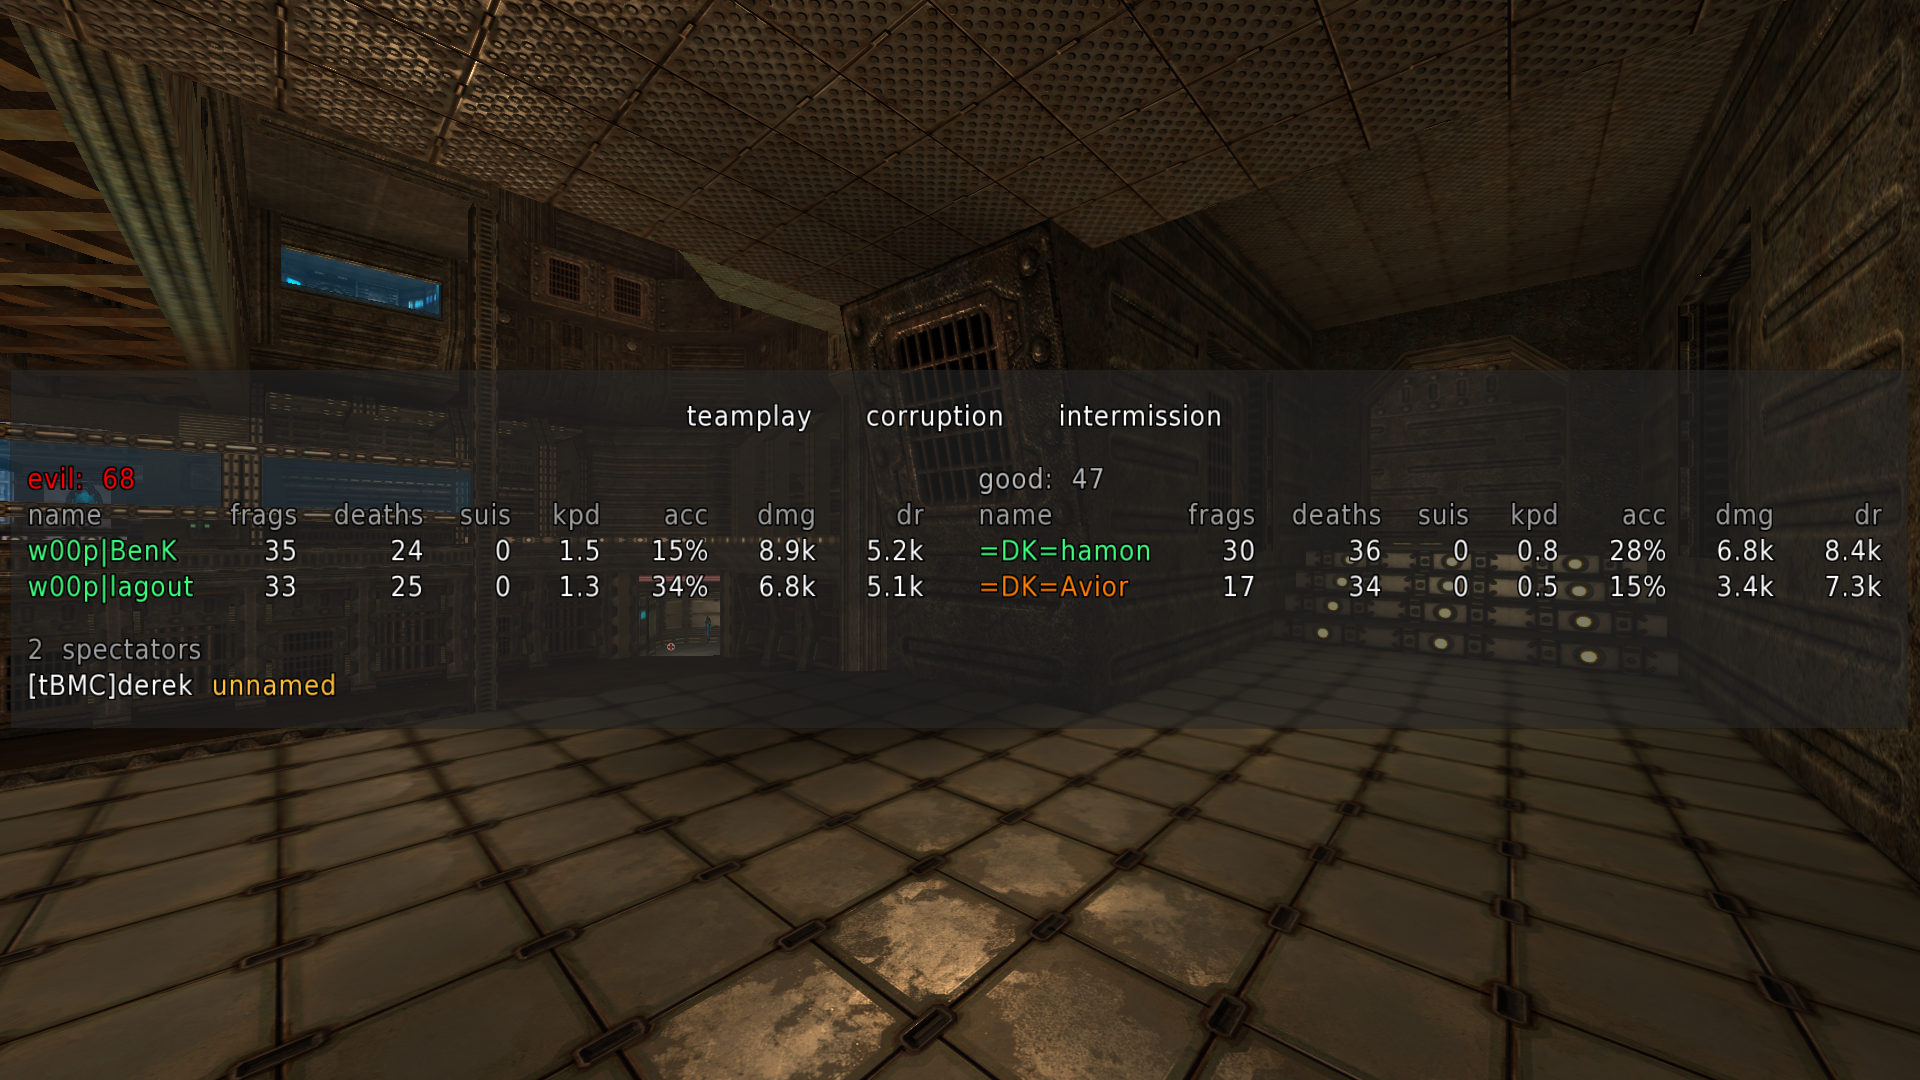 teamplay corruption intermission
evil: 68
name frags deaths suis kpd acc dmg dr
w00p|BenK 35 24 0 1.5 15% 8.9k 5.2k
w00p|lagout 33 25 0 1.3 34% 6.8k 5.1k
good: 47
name frags deaths suis kpd acc dmg dr
=DK=hamon 30 36 0 0.8 28% 6.8k 8.4k
=DK=Avior 17 34 0 0.5 15% 3.4k 7.3k
2 spectators
[tBMC]derek unnamed